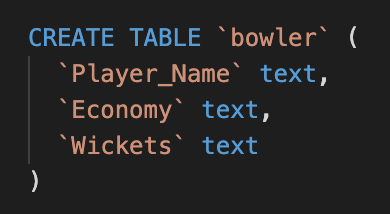 CREATE TABLE `bowler` (
`Player_Name` text,
`Economy` text,
`Wickets` text
)